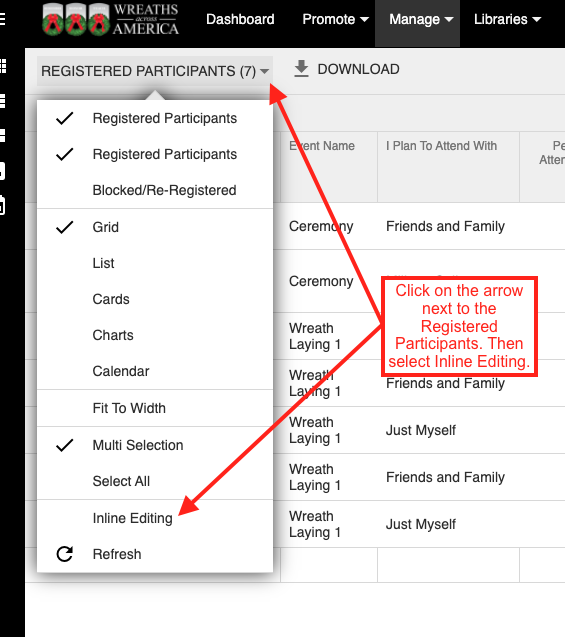 WREATHS
across
AMERICA
Dashboard
Promote
Manage
Libraries
REGISTERED PARTICIPANTS (7)
DOWNLOAD
Registered Participants
Registered Participants
Blocked/Re-Registered
Grid
List
Cards
Charts
Calendar
Fit To Width
Multi Selection
Select All
Inline Editing
Refresh
Event Name
I Plan To Attend With
Pe
Atten
Ceremony
Friends and Family
Ceremony
Click on the arrow
next to the
Registered
Participants. Then
select Inline Editing.
Wreath
Laying 1
Wreath
Laying 1
Friends and Family
Wreath
Laying 1
Just Myself
Wreath
Laying 1
Friends and Family
Wreath
Laying 1
Just Myself